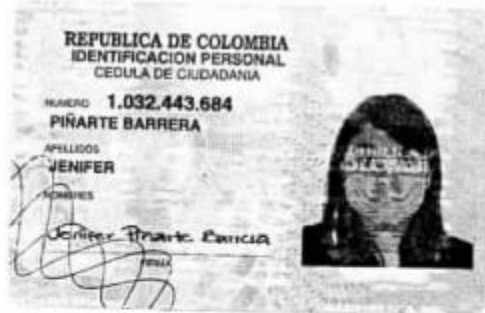 REPUBLICA DE COLOMBIA
IDENTIFICACION PERSONAL
CEDULA DE CIUDADANIA
NUMERO 1.032.443.684
PIÑARTE BARRERA
APELLIDOS
JENIFER
NOMBRES
Jenifer Piñarte
FIRMA